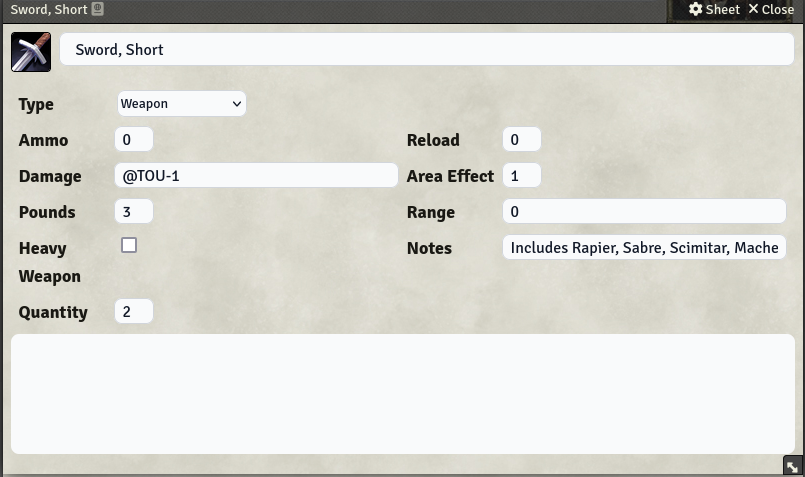 Sword, Short Sheet Close
Sword, Short
Type Weapon
Ammo 0 Reload 0
Damage @TOU-1 Area Effect 1
Pounds 3 Range 0
Heavy Weapon Notes Includes Rapier, Sabre, Scimitar, Mache
Quantity 2